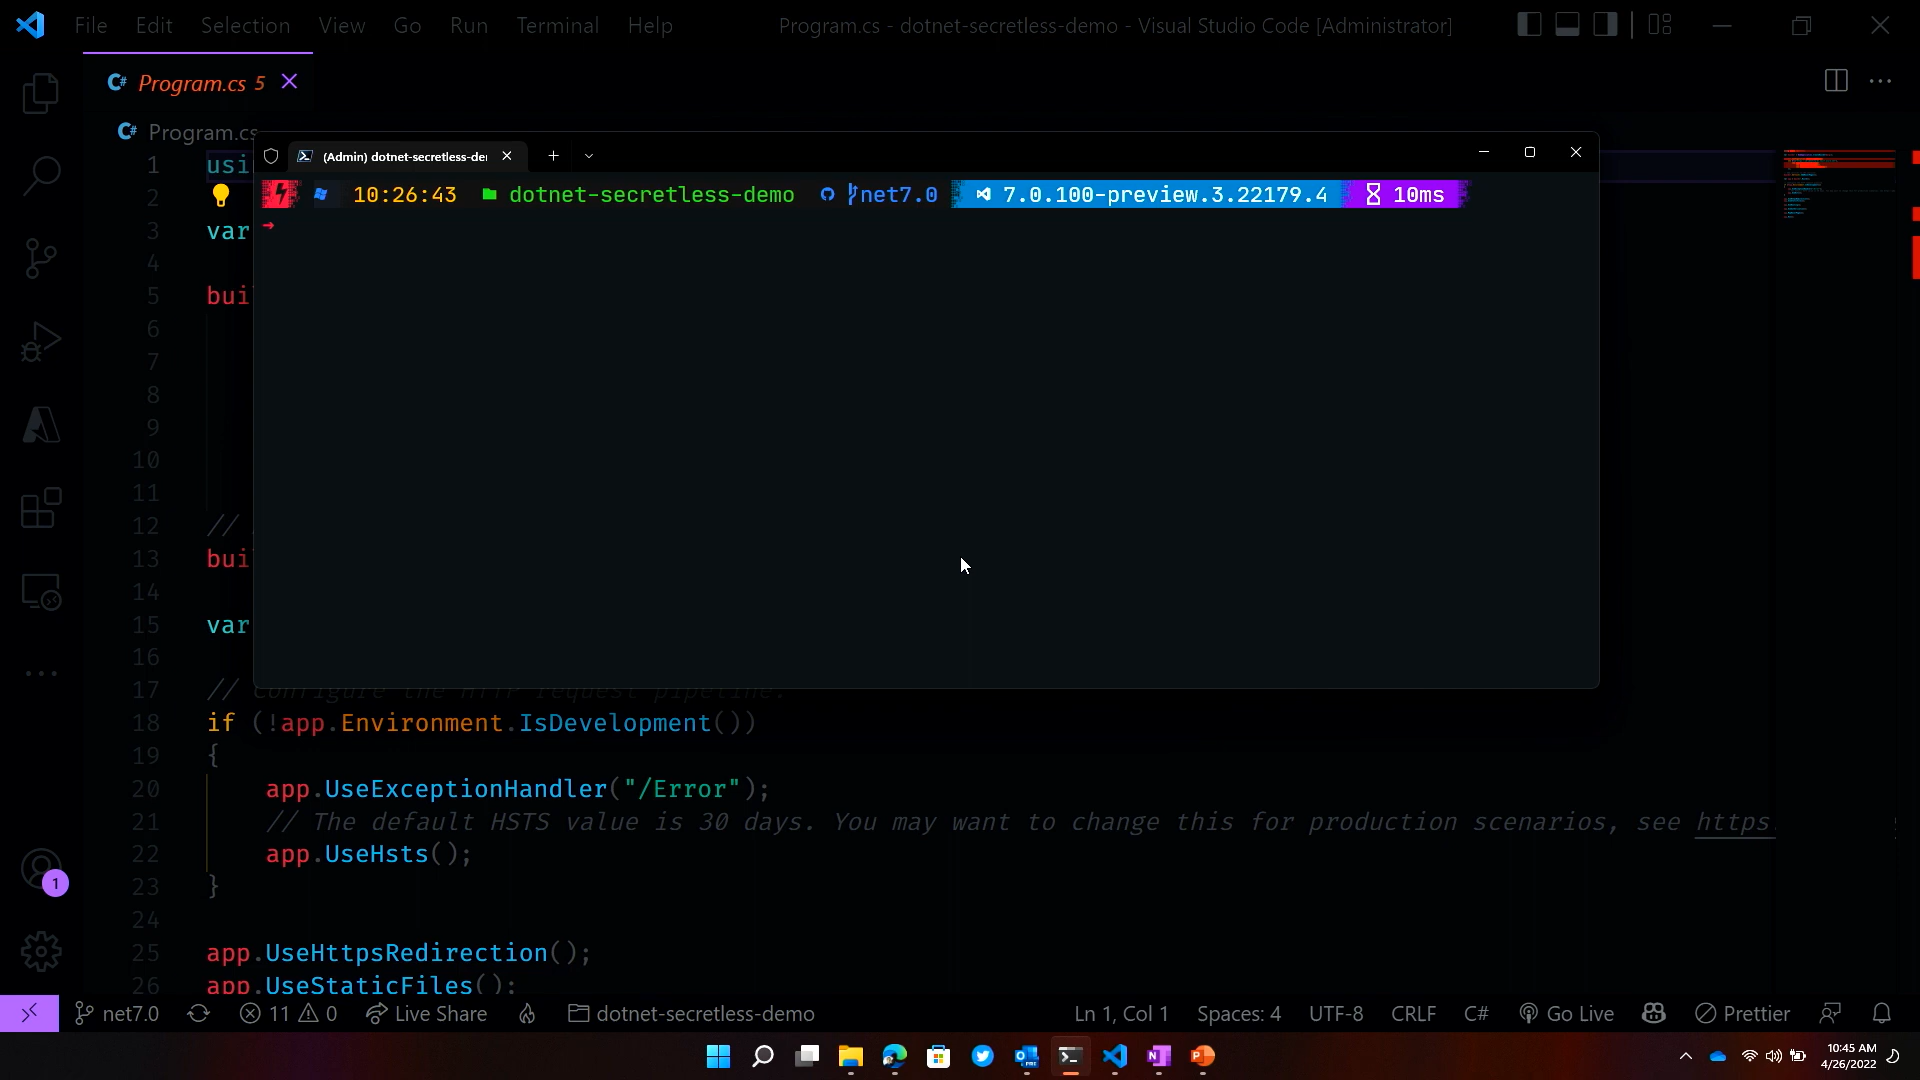 File Edit Selection View Go Run Terminal Help Program.cs - dotnet-secretless-demo - Visual Studio Code [Administrator]
C# Program.cs 5
C# Program.cs
(Admin) dotnet-secretless-de
10:26:43 dotnet-secretless-demo net7.0 7.0.100-preview.3.22179.4 10ms
1 usi
2
3 var
4
5 bui
6
7
8
9
10
11
12 //
13 bui
14
15 var
16
17 // Configure the HTTP request pipeline.
18 if (!app.Environment.IsDevelopment())
19 {
20 app.UseExceptionHandler("/Error");
21 // The default HSTS value is 30 days. You may want to change this for production scenarios, see https:
22 app.UseHsts();
23 }
24
25 app.UseHttpsRedirection();
26 app.UseStaticFiles();
1
net7.0 11 0 Live Share dotnet-secretless-demo Ln 1, Col 1 Spaces: 4 UTF-8 CRLF C# Go Live Prettier
10:45 AM
4/26/2022